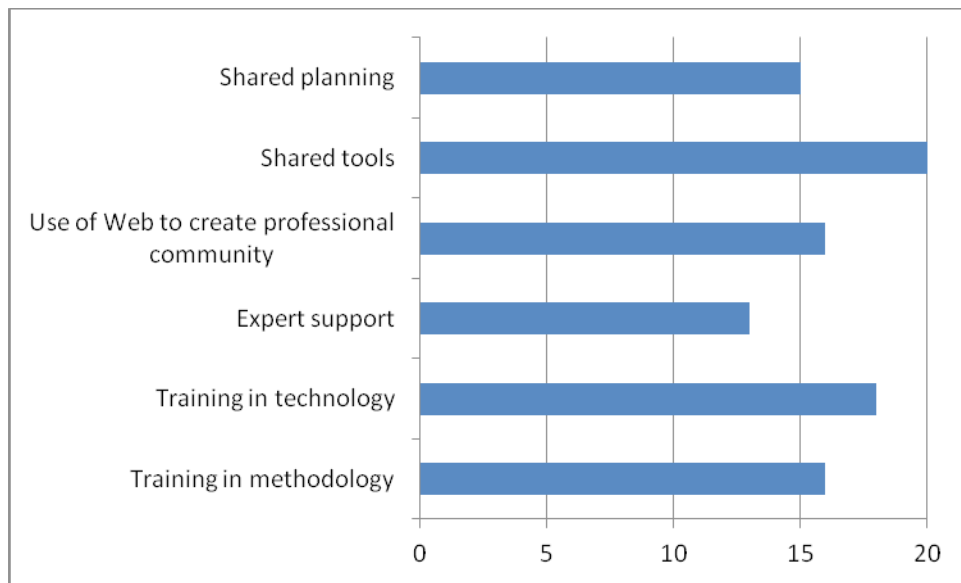 Shared planning
Shared tools
Use of Web to create professional
community
Expert support
Training in technology
Training in methodology
0 5 10 15 20